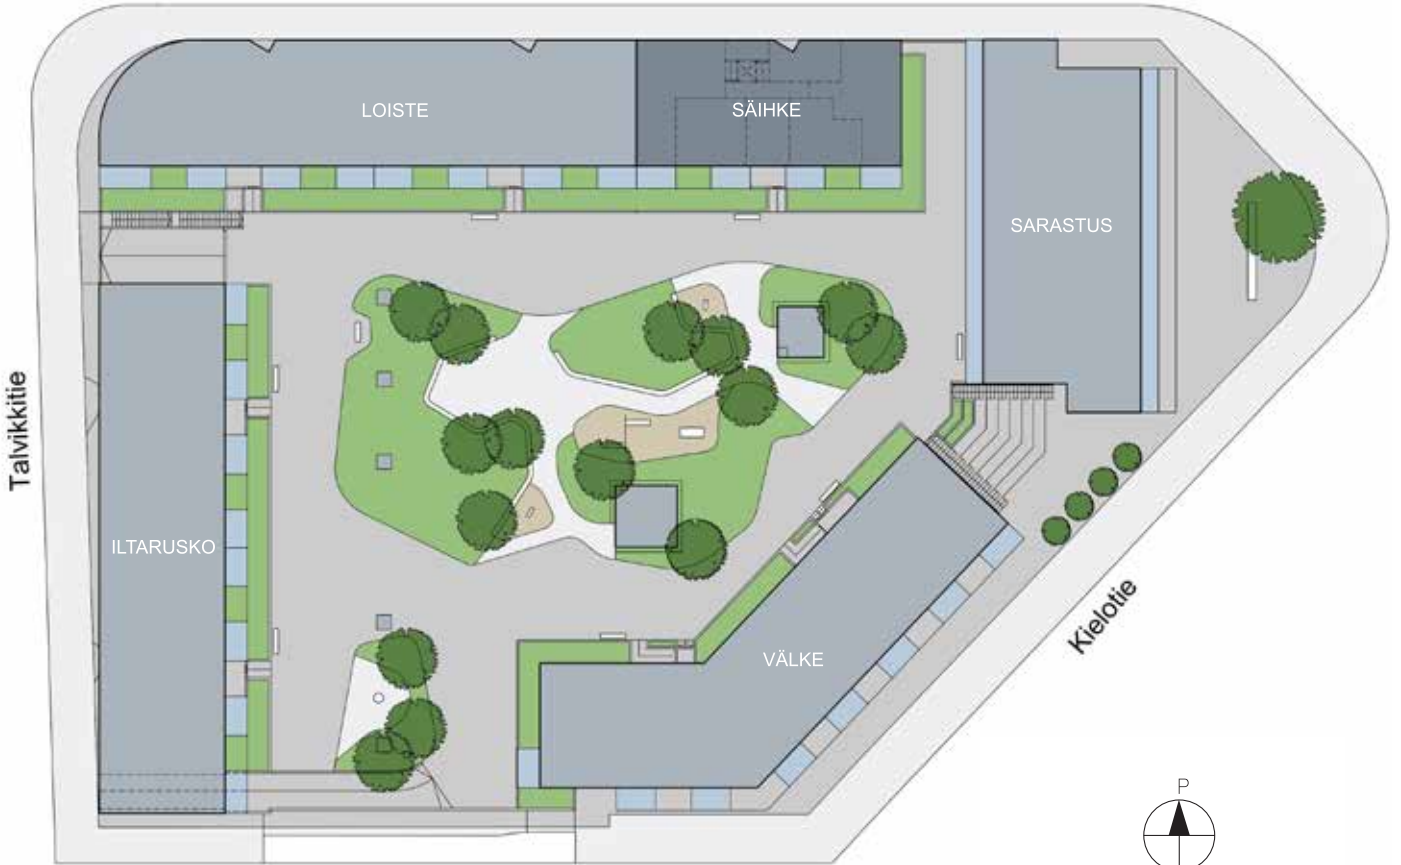 LOISTE
SÄIHKE
SARASTUS
Talvikkitie
ILTARUSKO
VÄLKE
Kielotie
P